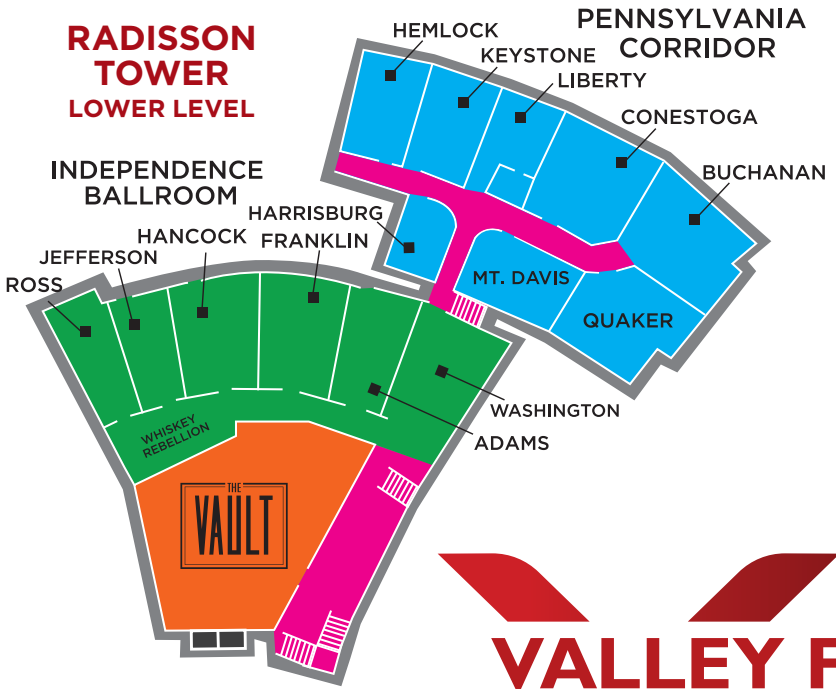 RADISSON
TOWER
LOWER LEVEL
PENNSYLVANIA
CORRIDOR
HEMLOCK
KEYSTONE
LIBERTY
CONESTOGA
BUCHANAN
INDEPENDENCE
BALLROOM
HARRISBURG
HANCOCK
FRANKLIN
JEFFERSON
ROSS
MT. DAVIS
QUAKER
WASHINGTON
ADAMS
WHISKEY
REBELLION
THE
VAULT
VALLEY F